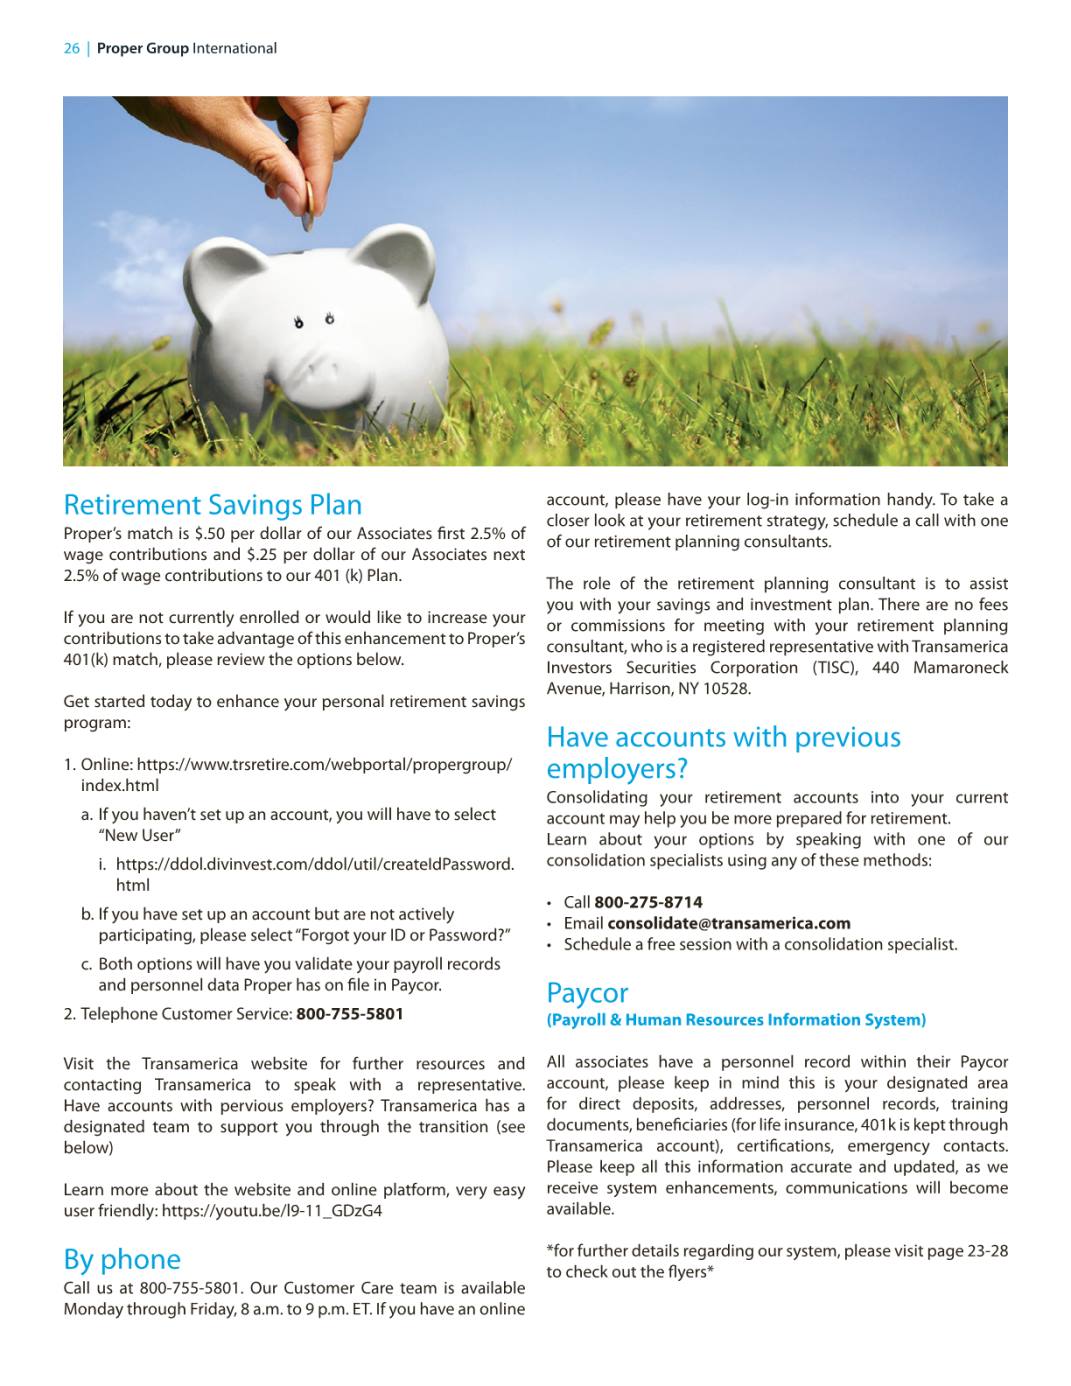 26 | Proper Group International
Retirement Savings Plan
Proper’s match is $.50 per dollar of our Associates first 2.5% of
wage contributions and $.25 per dollar of our Associates next
2.5% of wage contributions to our 401 (k) Plan.
If you are not currently enrolled or would like to increase your
contributions to take advantage of this enhancement to Proper’s
401(k) match, please review the options below.
Get started today to enhance your personal retirement savings
program:
1. Online: https://www.trsretire.com/webportal/propergroup/
index.html
a. If you haven’t set up an account, you will have to select
“New User”
i. https://ddol.divinvest.com/ddol/util/createIdPassword.
html
b. If you have set up an account but are not actively
participating, please select “Forgot your ID or Password?”
c. Both options will have you validate your payroll records
and personnel data Proper has on file in Paycor.
2. Telephone Customer Service: 800-755-5801
Visit the Transamerica website for further resources and
contacting Transamerica to speak with a representative.
Have accounts with pervious employers? Transamerica has a
designated team to support you through the transition (see
below)
Learn more about the website and online platform, very easy
user friendly: https://youtu.be/l9-11_GDzG4
By phone
Call us at 800-755-5801. Our Customer Care team is available
Monday through Friday, 8 a.m. to 9 p.m. ET. If you have an online
account, please have your log-in information handy. To take a
closer look at your retirement strategy, schedule a call with one
of our retirement planning consultants.
The role of the retirement planning consultant is to assist
you with your savings and investment plan. There are no fees
or commissions for meeting with your retirement planning
consultant, who is a registered representative with Transamerica
Investors Securities Corporation (TISC), 440 Mamaroneck
Avenue, Harrison, NY 10528.
Have accounts with previous
employers?
Consolidating your retirement accounts into your current
account may help you be more prepared for retirement.
Learn about your options by speaking with one of our
consolidation specialists using any of these methods:
• Call 800-275-8714
• Email consolidate@transamerica.com
• Schedule a free session with a consolidation specialist.
Paycor
(Payroll & Human Resources Information System)
All associates have a personnel record within their Paycor
account, please keep in mind this is your designated area
for direct deposits, addresses, personnel records, training
documents, beneficiaries (for life insurance, 401k is kept through
Transamerica account), certifications, emergency contacts.
Please keep all this information accurate and updated, as we
receive system enhancements, communications will become
available.
*for further details regarding our system, please visit page 23-28
to check out the flyers*